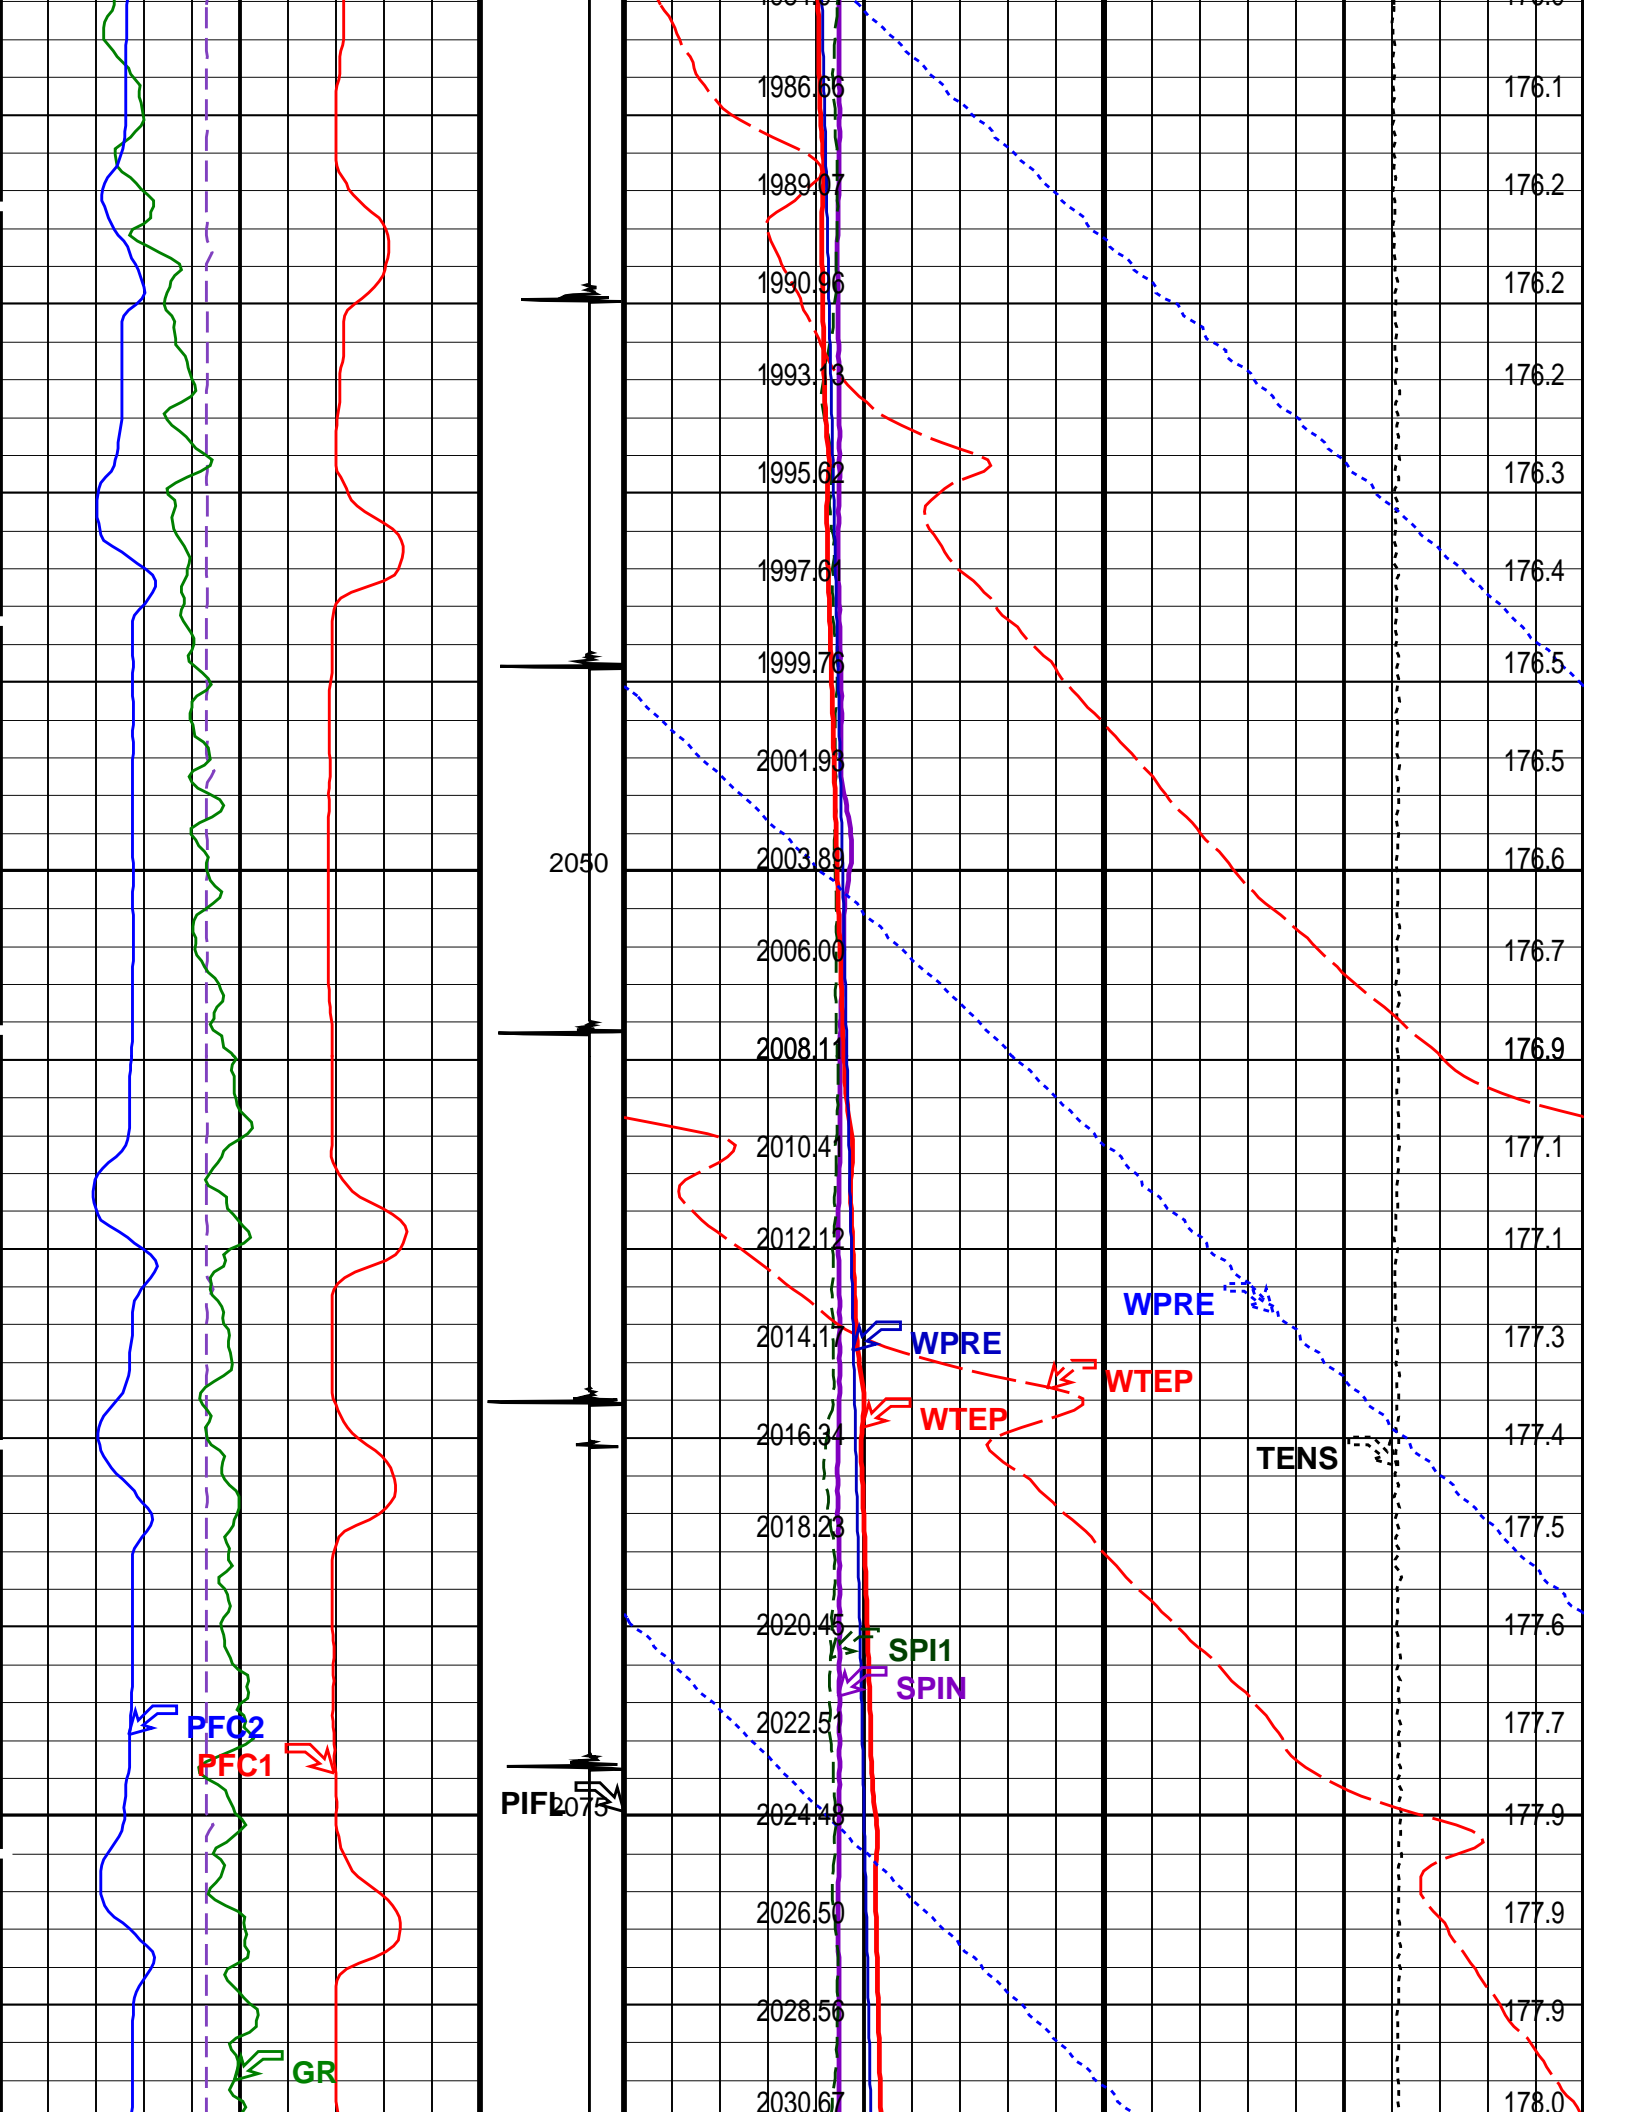 1986.66 176.1
1989.07 176.2
1990.96 176.2
1993.13 176.2
1995.62 176.3
1997.61 176.4
1999.76 176.5
2001.93 176.5
2050 2003.89 176.6
2006.00 176.7
2008.11 176.9
2010.41 177.1
2012.12 177.1
WPRE
2014.17 WPRE 177.3
WTEP
WTEP
2016.34 177.4
TENS
2018.23 177.5
2020.45 177.6
SPI1
SPIN
PFC2 2022.51 177.7
PFC1
PIFL 2075 2024.48 177.9
2026.50 177.9
2028.56 177.9
GR
2030.67 178.0